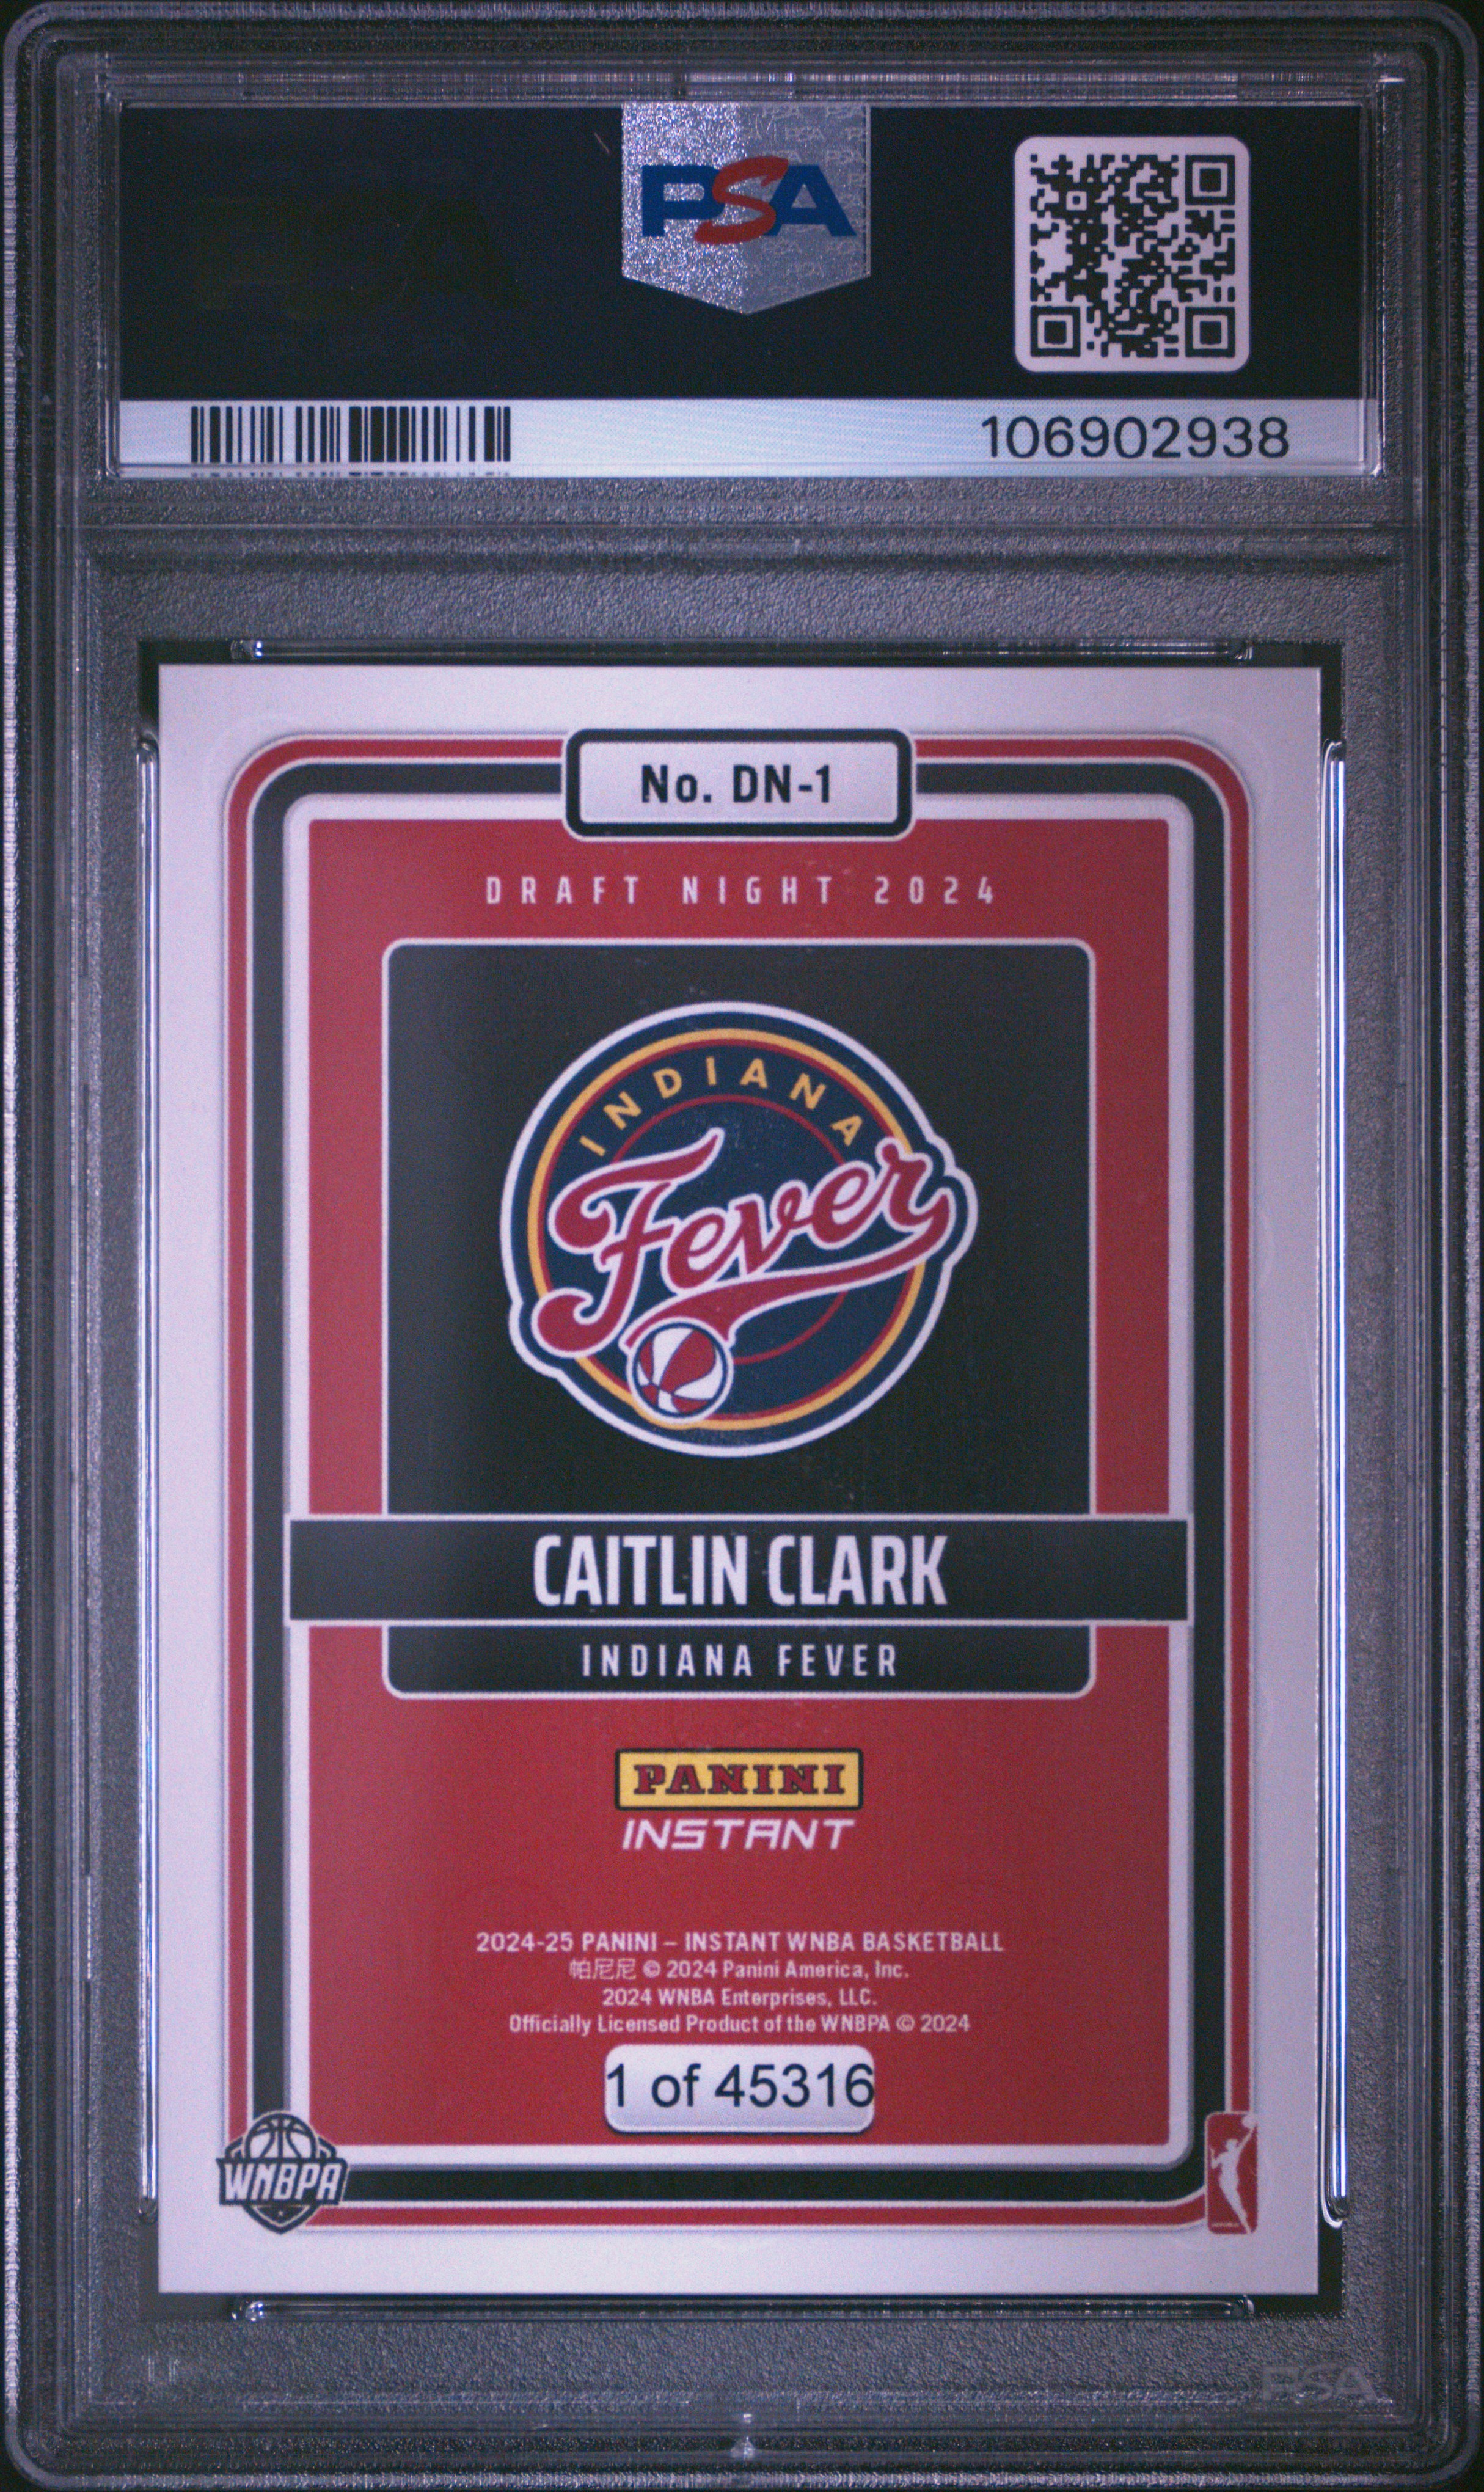 PSA
106902938
No. DN-1
DRAFT NIGHT 2024
INDIANA
Fever
CAITLIN CLARK
INDIANA FEVER
PANINI
INSTANT
2024-25 PANINI – INSTANT WNBA BASKETBALL
帕尼尼 © 2024 Panini America, Inc.
2024 WNBA Enterprises, LLC.
Officially Licensed Product of the WNBPA © 2024
1 of 45316
WNBPA
PSA